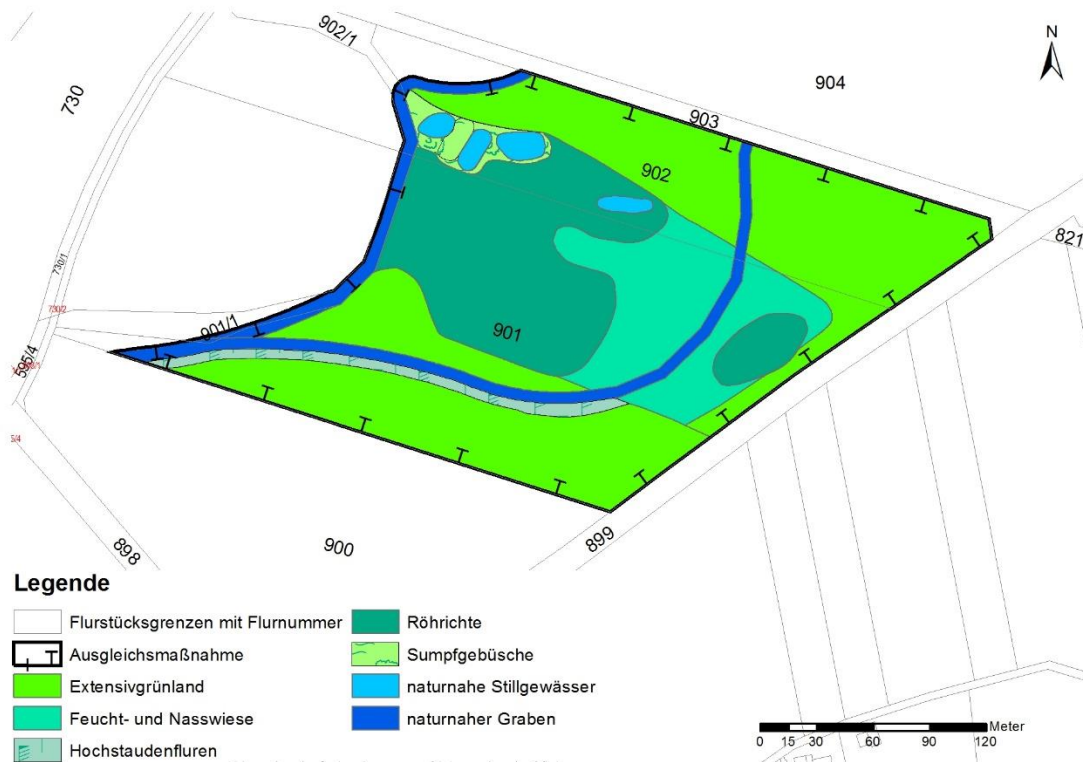 902/1
N
730
904
903
902
821
730/1
730/2
901/1
901
595/4
5/4
898
900
899
Legende
Flurstücksgrenzen mit Flurnummer
Ausgleichsmaßnahme
Extensivgrünland
Feucht- und Nasswiese
Hochstaudenfluren
Röhrichte
Sumpfgebüsche
naturnahe Stillgewässer
naturnaher Graben
Meter
0 15 30 60 90 120